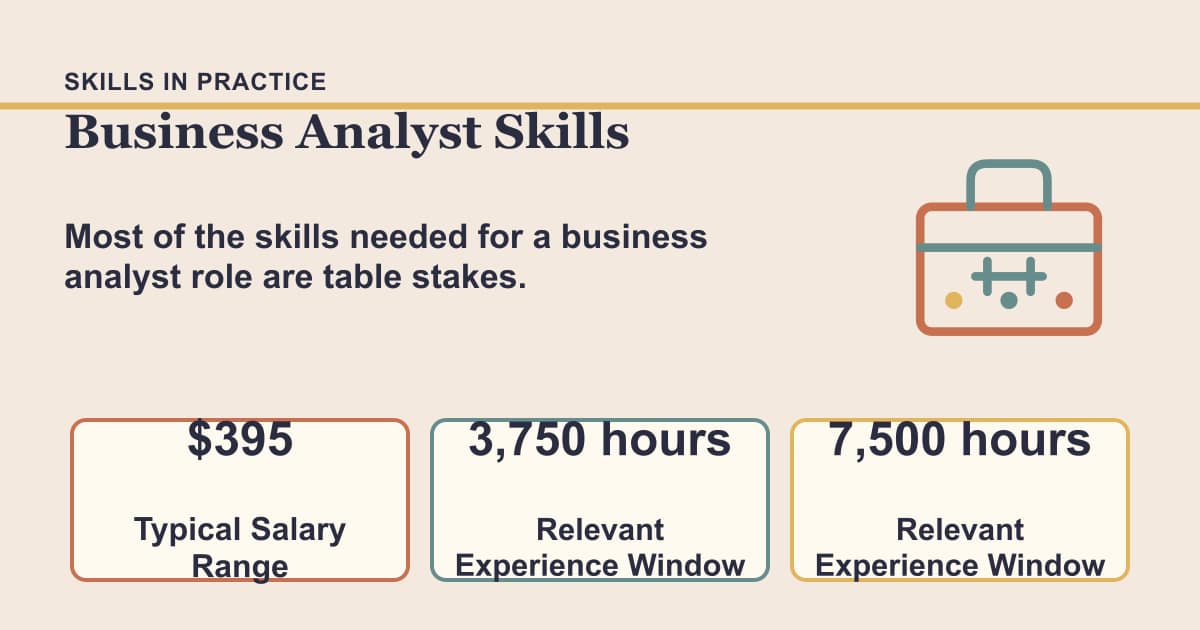 SKILLS IN PRACTICE
Business Analyst Skills
Most of the skills needed for a business
analyst role are table stakes.
$395
Typical Salary
Range
3,750 hours
Relevant
Experience Window
7,500 hours
Relevant
Experience Window